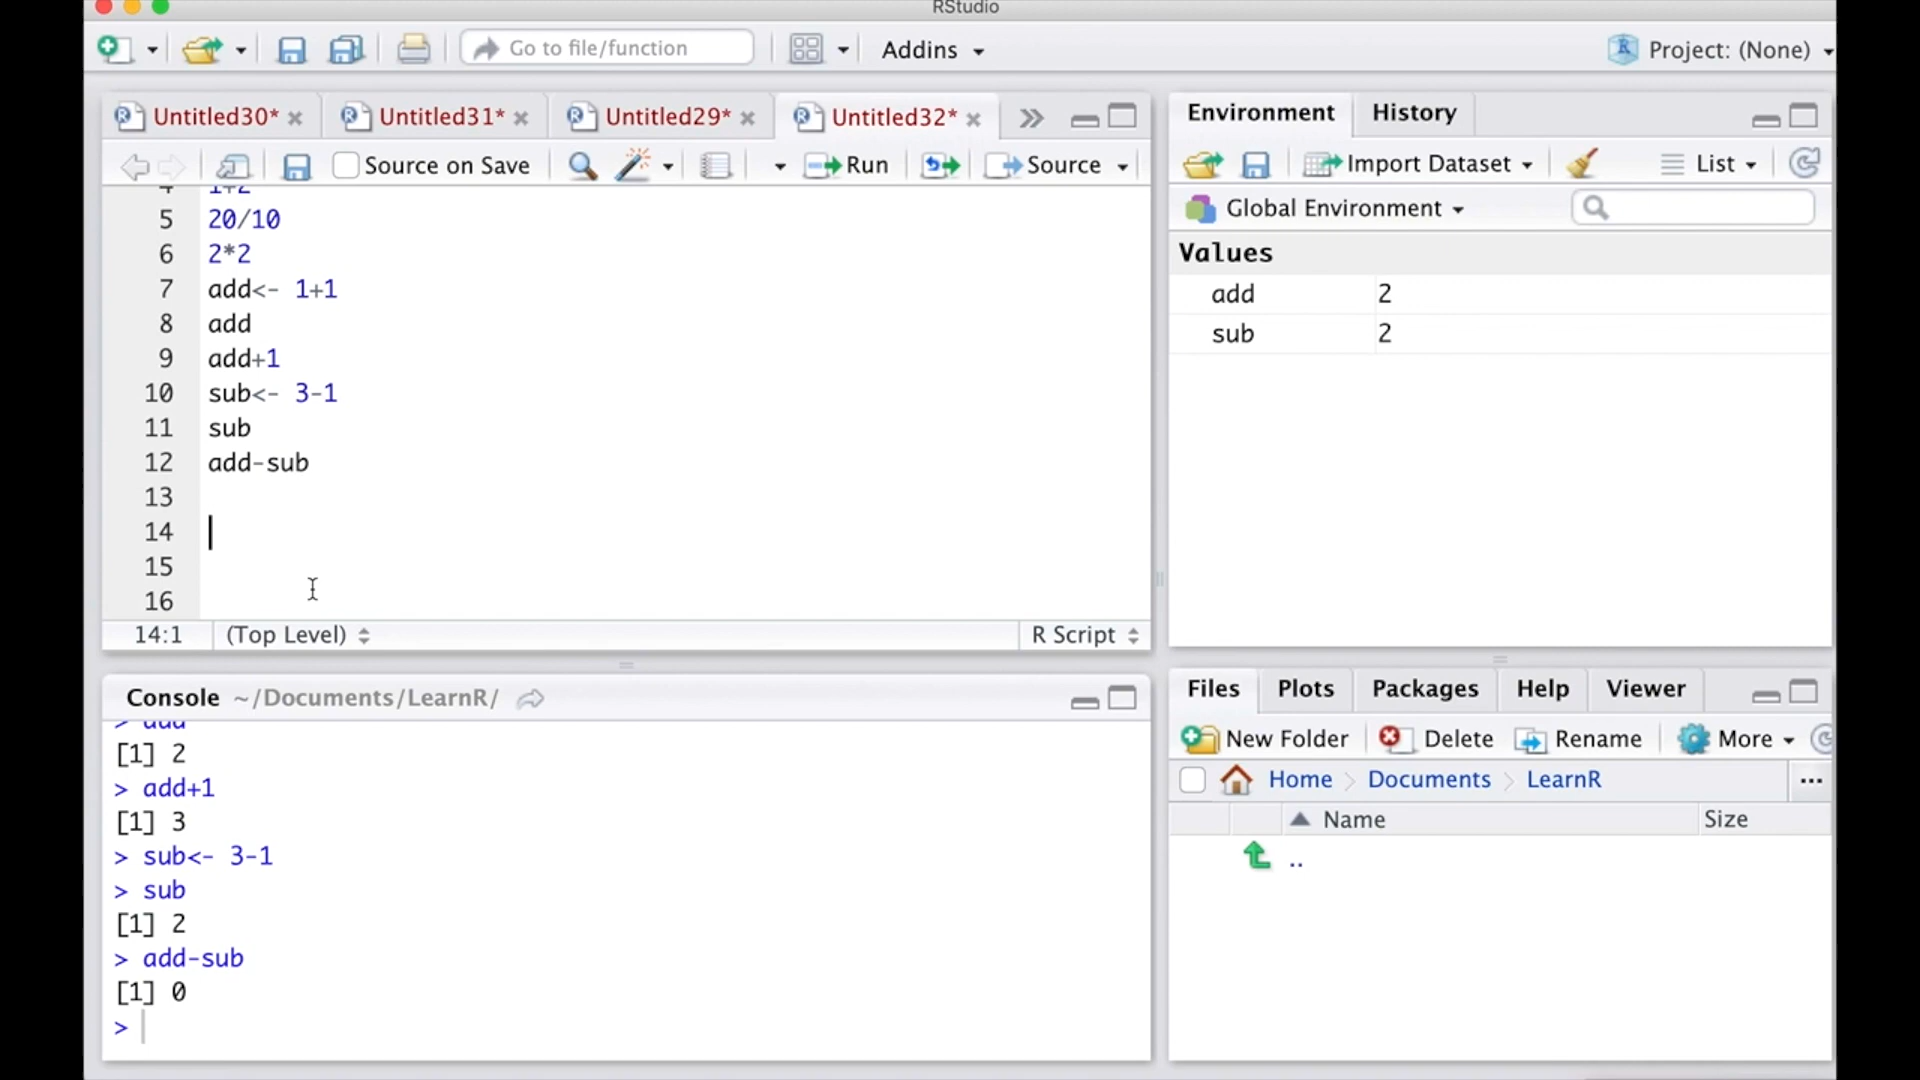 RStudio
Go to file/function
Addins
Project: (None)
Untitled30*
Untitled31*
Untitled29*
Untitled32*
Source on Save
Run
Source
4 1+2
5 20/10
6 2*2
7 add<- 1+1
8 add
9 add+1
10 sub<- 3-1
11 sub
12 add-sub
13
14
15
16
14:1 (Top Level) R Script
Console ~/Documents/LearnR/
> add
[1] 2
> add+1
[1] 3
> sub<- 3-1
> sub
[1] 2
> add-sub
[1] 0
>
Environment History
Import Dataset List
Global Environment
Values
add 2
sub 2
Files Plots Packages Help Viewer
New Folder Delete Rename More
Home Documents LearnR ...
Name Size
..